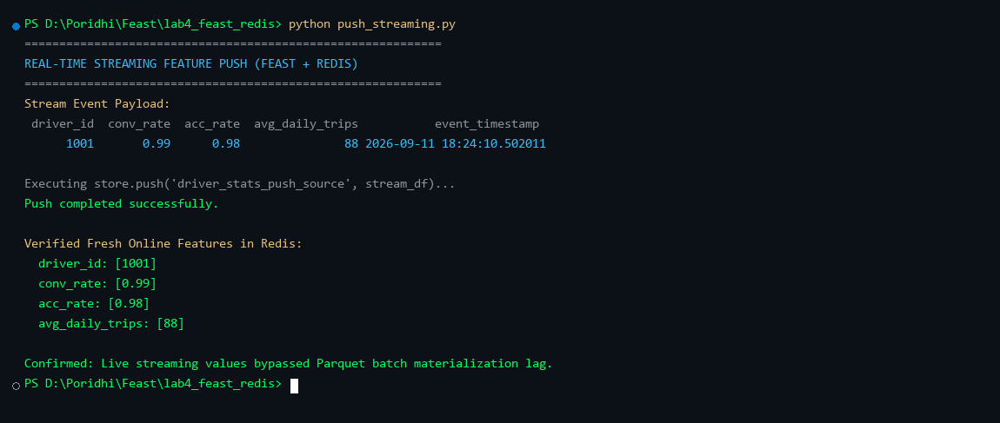 PS D:\Poridhi\Feast\lab4_feast_redis> python push_streaming.py
============================================================
REAL-TIME STREAMING FEATURE PUSH (FEAST + REDIS)
============================================================
Stream Event Payload:
 driver_id  conv_rate  acc_rate  avg_daily_trips           event_timestamp
      1001       0.99      0.98               88 2026-09-11 18:24:10.502011

Executing store.push('driver_stats_push_source', stream_df)...
Push completed successfully.

Verified Fresh Online Features in Redis:
  driver_id: [1001]
  conv_rate: [0.99]
  acc_rate: [0.98]
  avg_daily_trips: [88]

Confirmed: Live streaming values bypassed Parquet batch materialization lag.
PS D:\Poridhi\Feast\lab4_feast_redis>